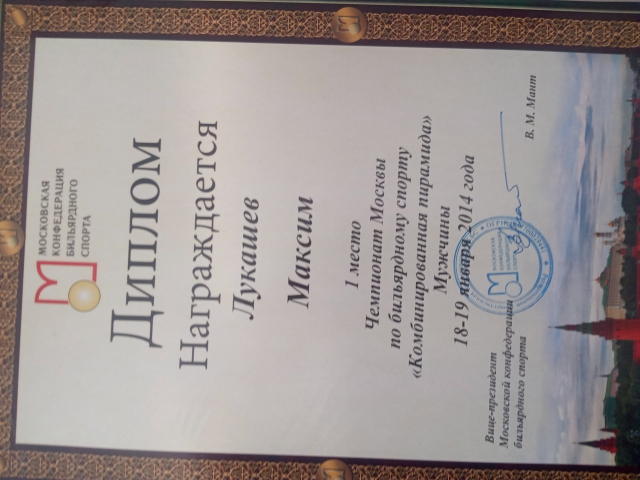 МОСКОВСКАЯ
КОНФЕДЕРАЦИЯ
БИЛЬЯРДНОГО
СПОРТА
Диплом
Награждается
Лукашев
Максим
1 место
Чемпионат Москвы
по бильярдному спорту
«Комбинированная пирамида»
Мужчины
18-19 января 2014 года
Вице-президент
Московской конфедерации
бильярдного спорта
В. М. Мант